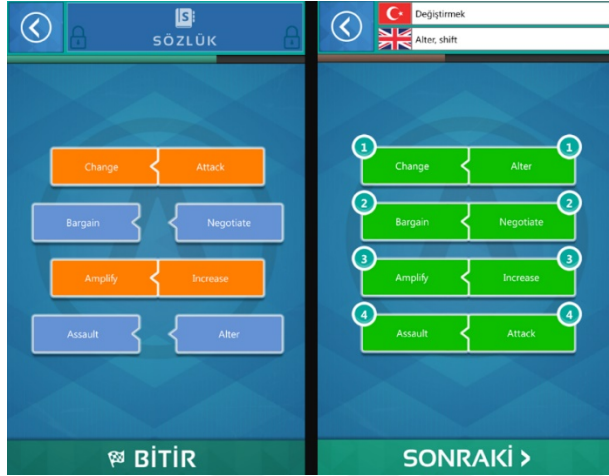 S
SÖZLÜK
Change Attack
Bargain Negotiate
Amplify Increase
Assault Alter
BİTİR
Değiştirmek
Alter, shift
1 1
Change Alter
2 2
Bargain Negotiate
3 3
Amplify Increase
4 4
Assault Attack
SONRAKİ >